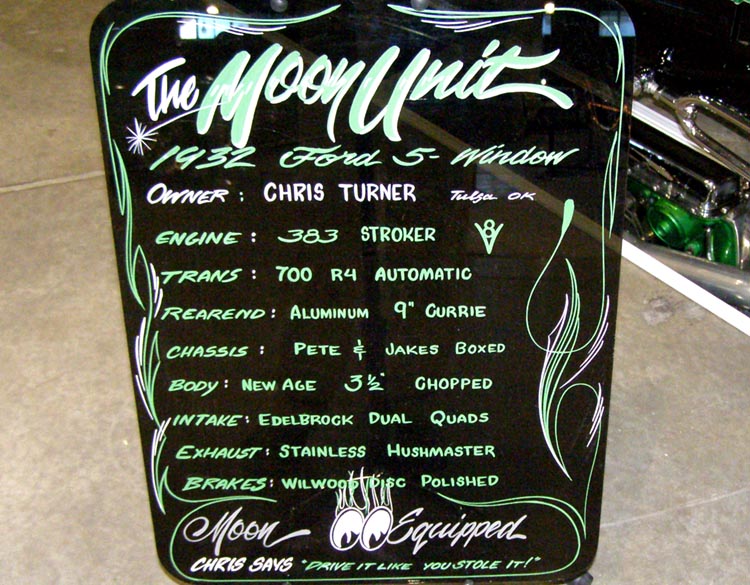 The Moon Unit
1932 Ford 5-Window
OWNER: CHRIS TURNER Tulsa OK
ENGINE: 383 STROKER V8
TRANS: 700 R4 AUTOMATIC
REAREND: ALUMINUM 9" CURRIE
CHASSIS: PETE & JAKES BOXED
BODY: NEW AGE 3½" CHOPPED
INTAKE: EDELBROCK DUAL QUADS
EXHAUST: STAINLESS HUSHMASTER
BRAKES: WILWOOD DISC POLISHED
Moon Equipped
CHRIS SAYS "DRIVE IT LIKE YOU STOLE IT!"